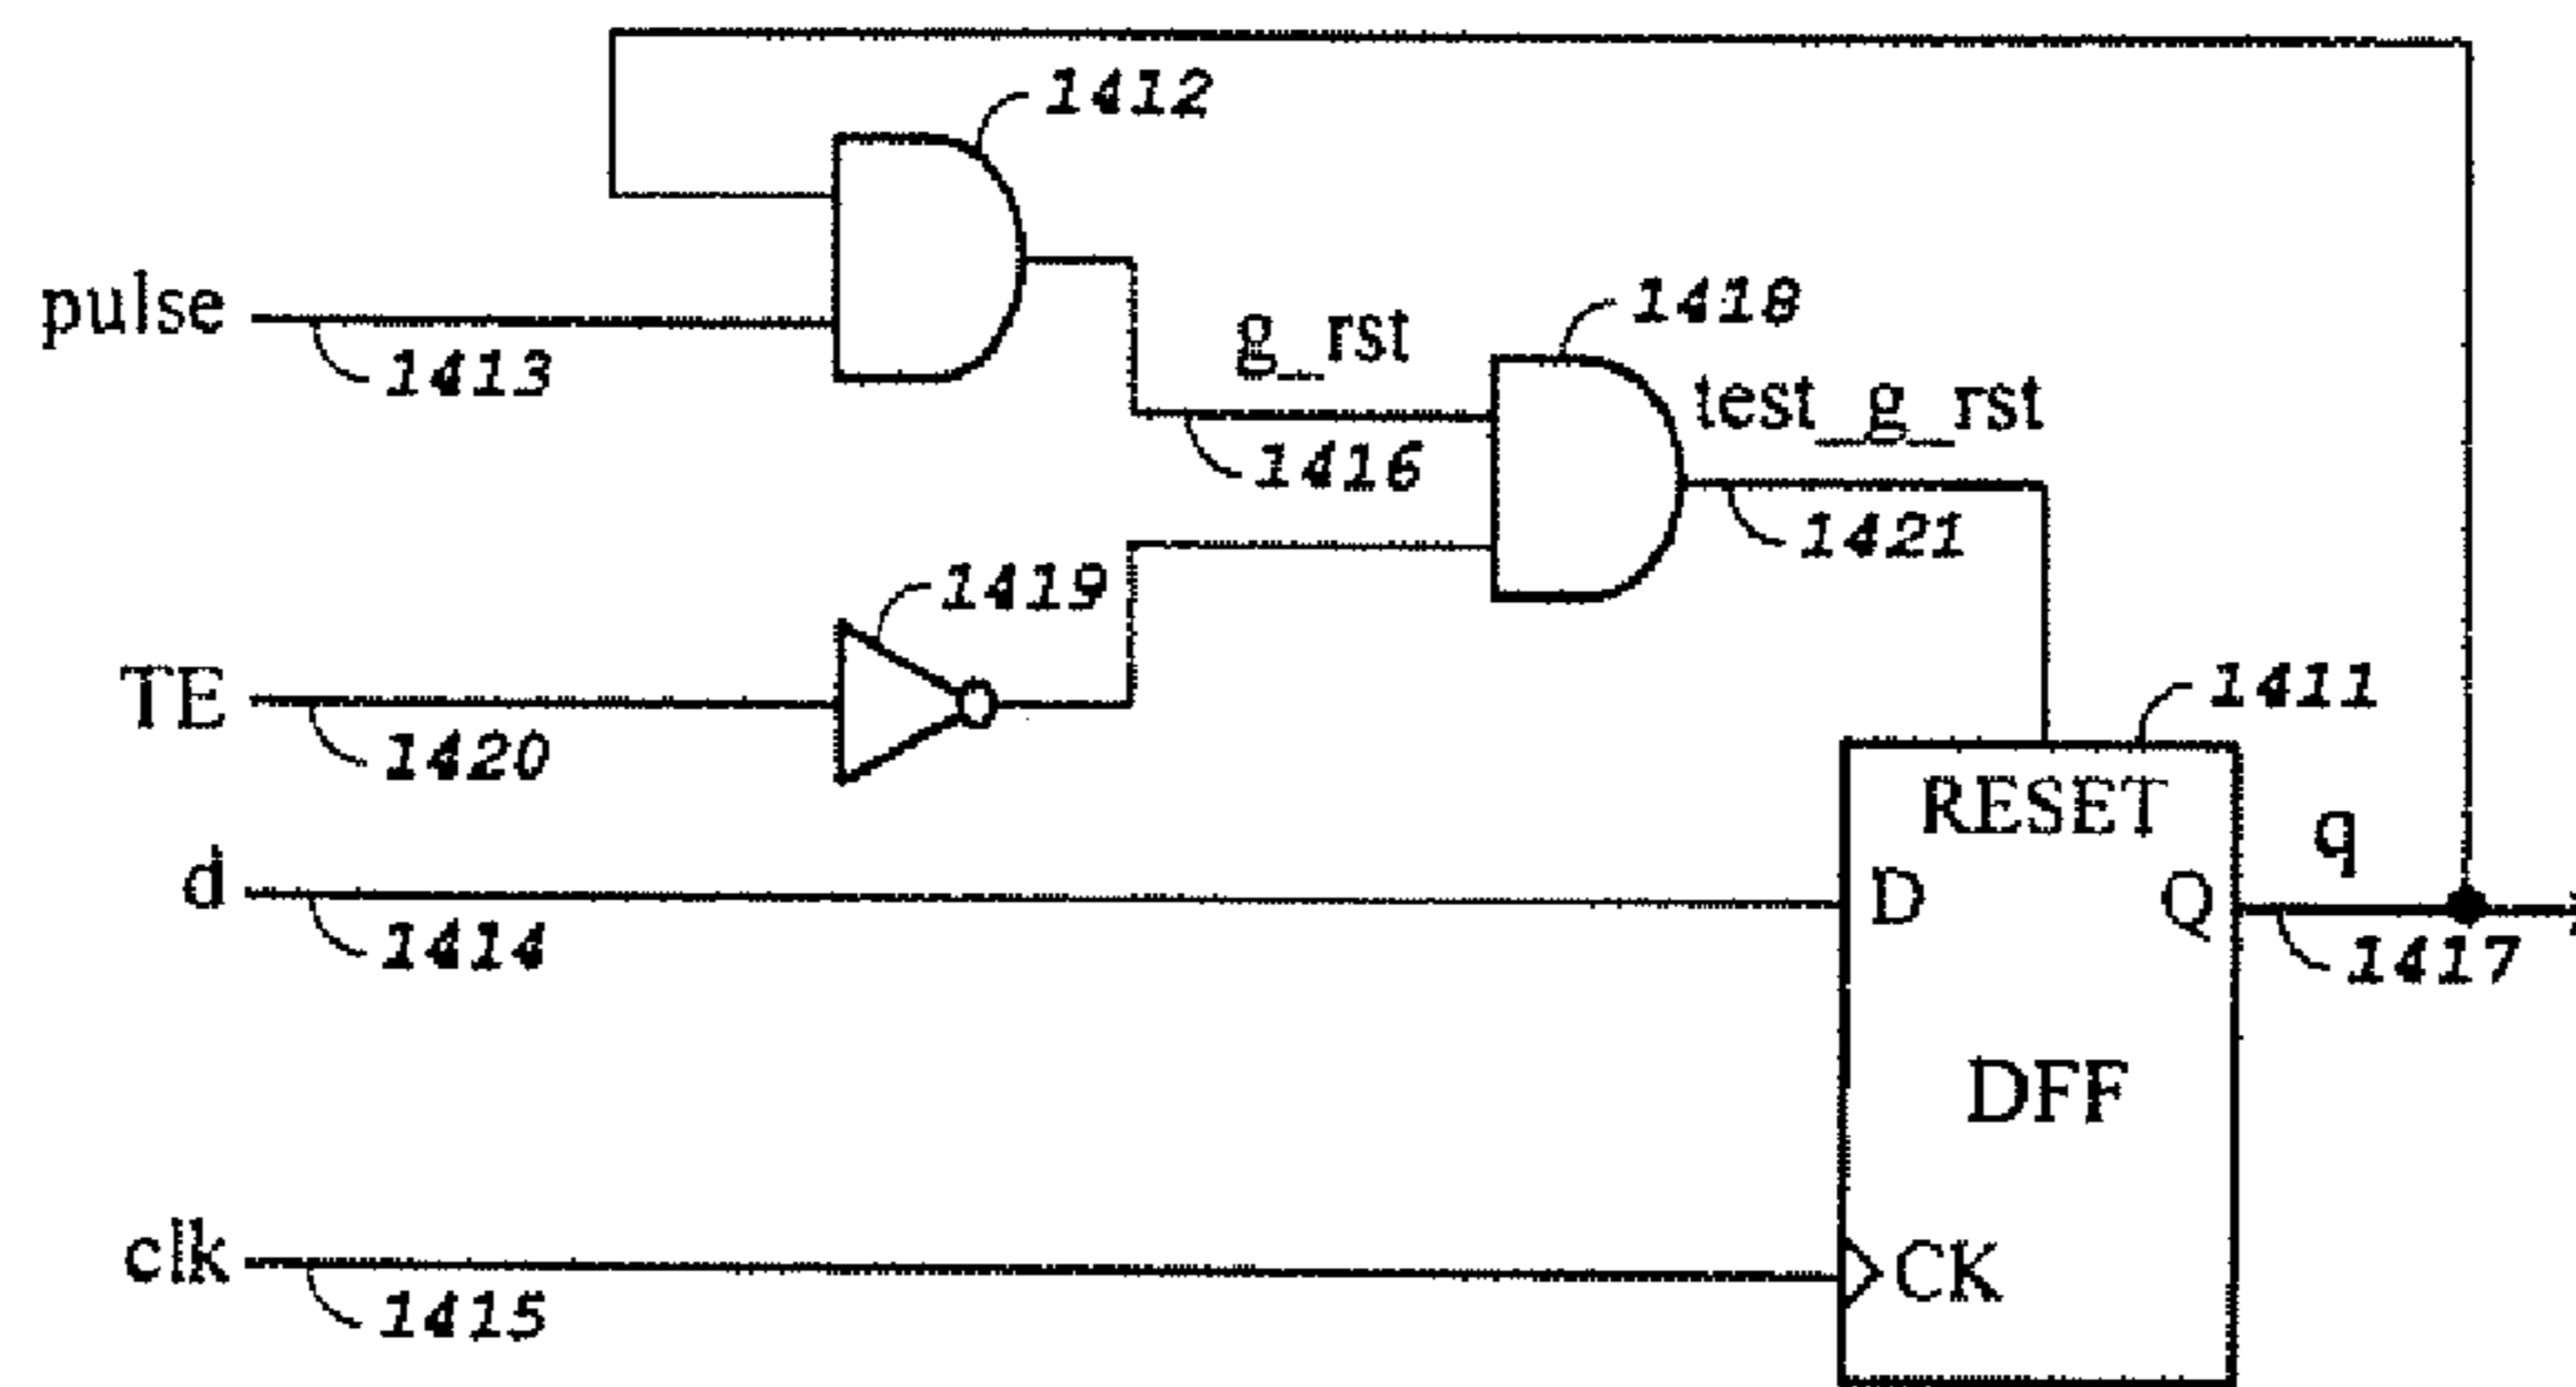 1412
pulse
1413
g_rst
1418
test_g_rst
1416
1421
1419
TE
1420
1411
RESET
d
1414
D
Q
q
1417
DFF
clk
1415
CK